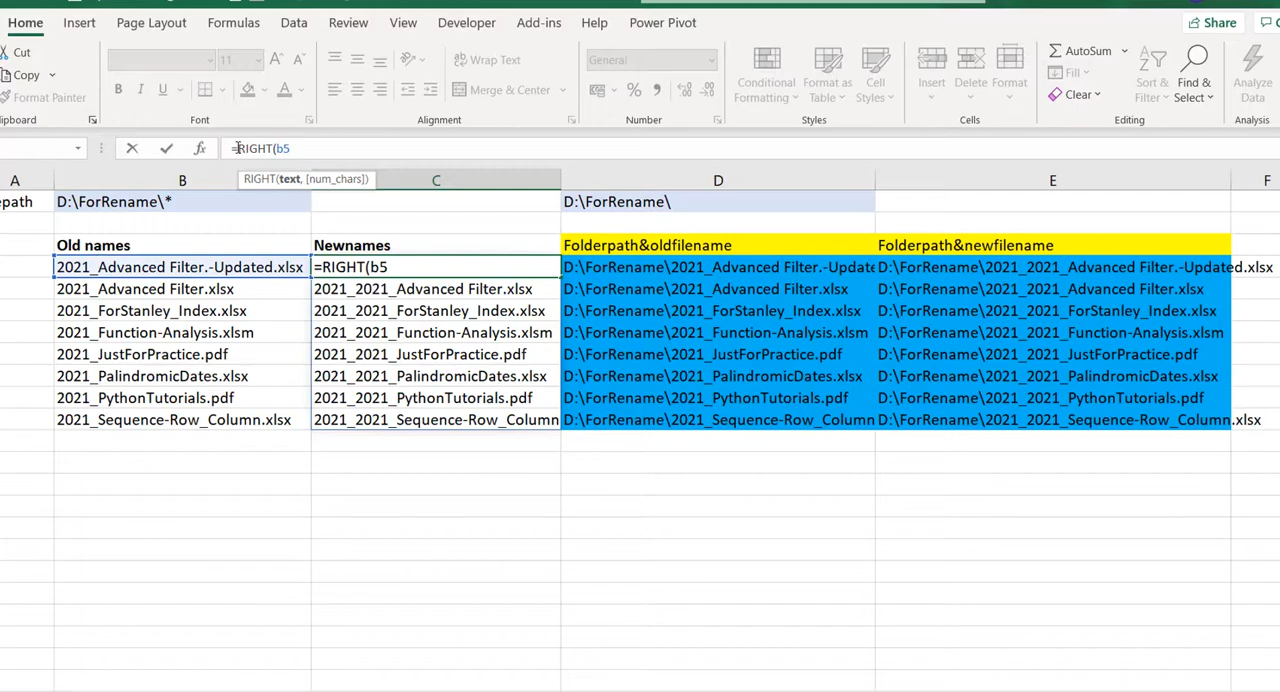 Home Insert Page Layout Formulas Data Review View Developer Add-ins Help Power Pivot Share
Cut
Copy
Format Painter
11
B I U
Wrap Text
Merge & Center
General
Conditional Formatting
Format as Table
Cell Styles
Insert Delete Format
AutoSum
Fill
Clear
Sort & Filter
Find & Select
Analyze Data
lipboard Font Alignment Number Styles Cells Editing Analysis
=RIGHT(b5
RIGHT(text, [num_chars])
A B C D E F
epath D:\ForRename\* D:\ForRename\
Old names Newnames Folderpath&oldfilename Folderpath&newfilename
2021_Advanced Filter.-Updated.xlsx =RIGHT(b5 D:\ForRename\2021_Advanced Filter.-Update D:\ForRename\2021_Advanced Filter.-Updated.xlsx
2021_Advanced Filter.xlsx 2021_2021_Advanced Filter.xlsx D:\ForRename\2021_Advanced Filter.xlsx D:\ForRename\2021_2021_Advanced Filter.xlsx
2021_ForStanley_Index.xlsx 2021_2021_ForStanley_Index.xlsx D:\ForRename\2021_ForStanley_Index.xlsx D:\ForRename\2021_2021_ForStanley_Index.xlsx
2021_Function-Analysis.xlsm 2021_2021_Function-Analysis.xlsm D:\ForRename\2021_Function-Analysis.xlsm D:\ForRename\2021_2021_Function-Analysis.xlsm
2021_JustForPractice.pdf 2021_2021_JustForPractice.pdf D:\ForRename\2021_JustForPractice.pdf D:\ForRename\2021_2021_JustForPractice.pdf
2021_PalindromicDates.xlsx 2021_2021_PalindromicDates.xlsx D:\ForRename\2021_PalindromicDates.xlsx D:\ForRename\2021_2021_PalindromicDates.xlsx
2021_PythonTutorials.pdf 2021_2021_PythonTutorials.pdf D:\ForRename\2021_PythonTutorials.pdf D:\ForRename\2021_2021_PythonTutorials.pdf
2021_Sequence-Row_Column.xlsx 2021_2021_Sequence-Row_Column D:\ForRename\2021_Sequence-Row_Column D:\ForRename\2021_2021_Sequence-Row_Column.xlsx